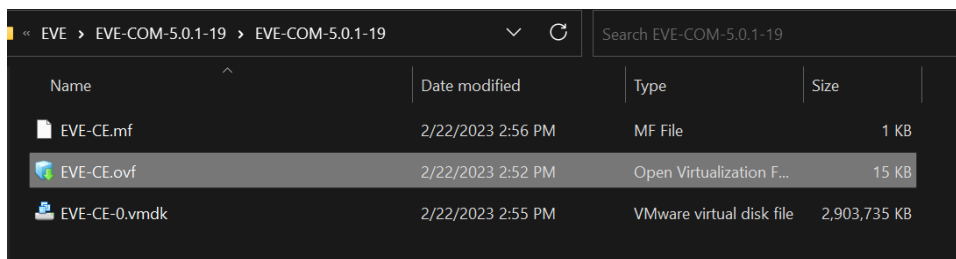 « EVE > EVE-COM-5.0.1-19 > EVE-COM-5.0.1-19 Search EVE-COM-5.0.1-19
Name Date modified Type Size
EVE-CE.mf 2/22/2023 2:56 PM MF File 1 KB
EVE-CE.ovf 2/22/2023 2:52 PM Open Virtualization F... 15 KB
EVE-CE-0.vmdk 2/22/2023 2:55 PM VMware virtual disk file 2,903,735 KB